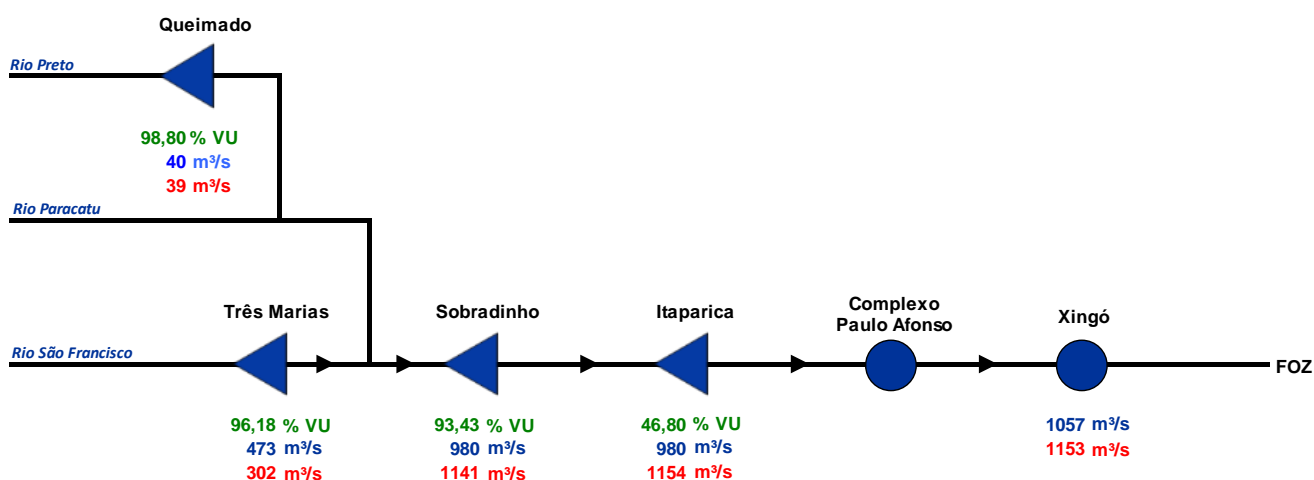 Queimado
Rio Preto
98,80 % VU
40 m³/s
39 m³/s
Rio Paracatu
Três Marias
Sobradinho
Itaparica
Complexo
Paulo Afonso
Xingó
Rio São Francisco
FOZ
96,18 % VU
473 m³/s
302 m³/s
93,43 % VU
980 m³/s
1141 m³/s
46,80 % VU
980 m³/s
1154 m³/s
1057 m³/s
1153 m³/s